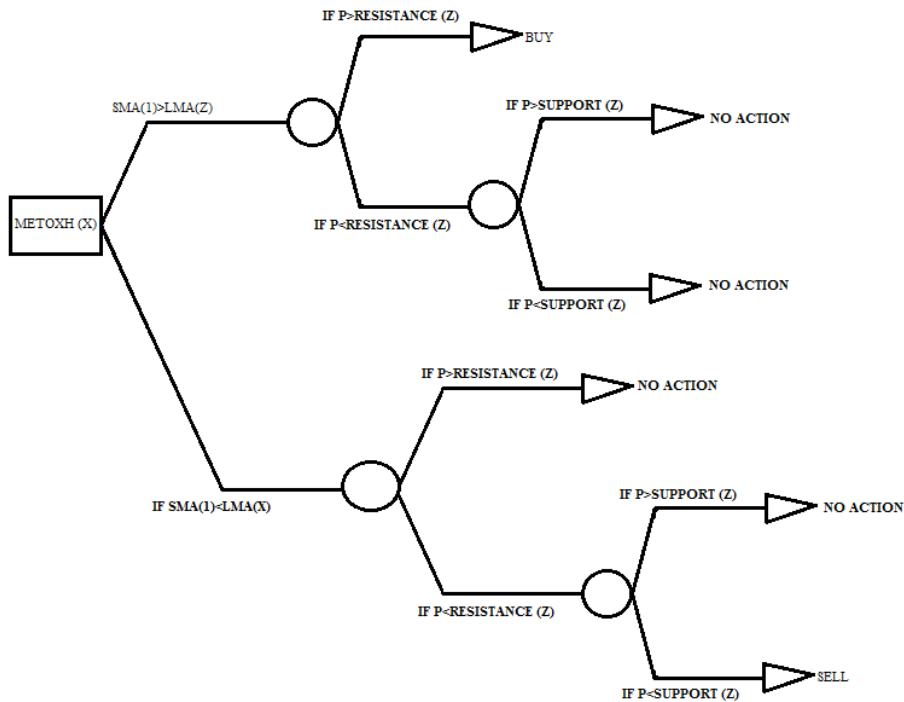 IF P>RESISTANCE (Z)
BUY
SMA(1)>LMA(Z)
IF P>SUPPORT (Z)
NO ACTION
METOXH (X)
IF P<RESISTANCE (Z)
IF P<SUPPORT (Z)
NO ACTION
IF P>RESISTANCE (Z)
NO ACTION
IF SMA(1)<LMA(X)
IF P>SUPPORT (Z)
NO ACTION
IF P<RESISTANCE (Z)
IF P<SUPPORT (Z)
SELL